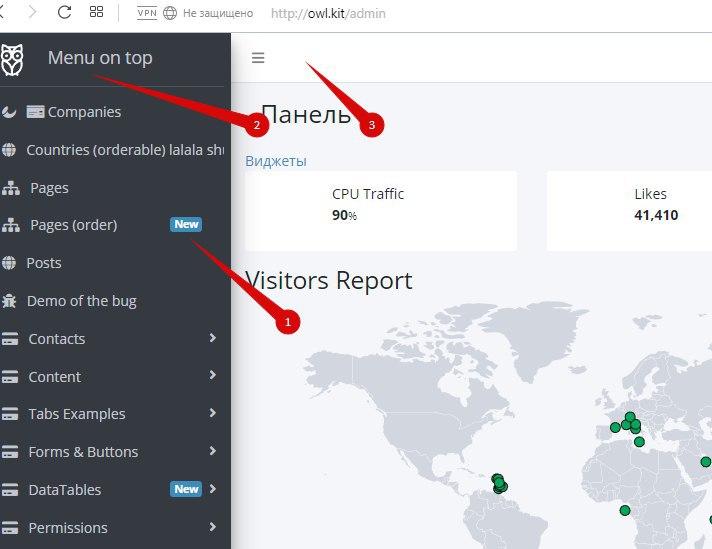 VPN Не защищено http://owl.kit/admin
Menu on top
Companies
Countries (orderable) lalala shu
Pages
Pages (order) New
Posts
Demo of the bug
Contacts
Content
Tabs Examples
Forms & Buttons
DataTables New
Permissions
2
3
1
Панель
Виджеты
CPU Traffic
90%
Likes
41,410
Visitors Report